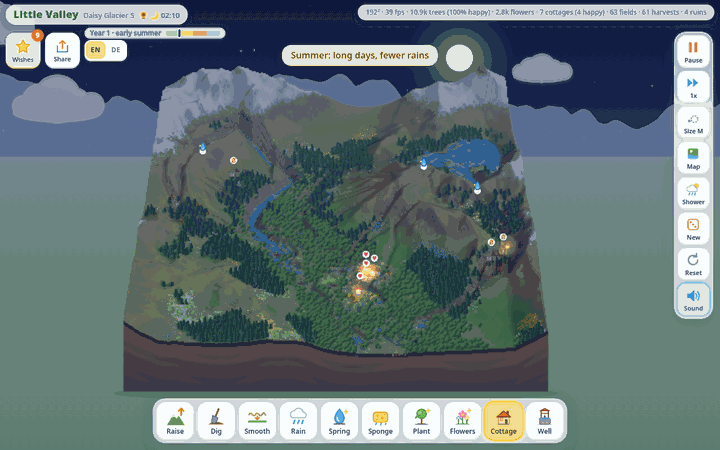 Little Valley Daisy Glacier 5 02:10
192² · 39 fps · 10.9k trees (100% happy) · 2.8k flowers · 7 cottages (4 happy) · 63 fields · 61 harvests · 4 ruins
Year 1 · early summer
9
Wishes
Share
EN DE
Summer: long days, fewer rains
Pause
1x
Size M
Map
Shower
New
Reset
Sound
Raise Dig Smooth Rain Spring Sponge Plant Flowers Cottage Well